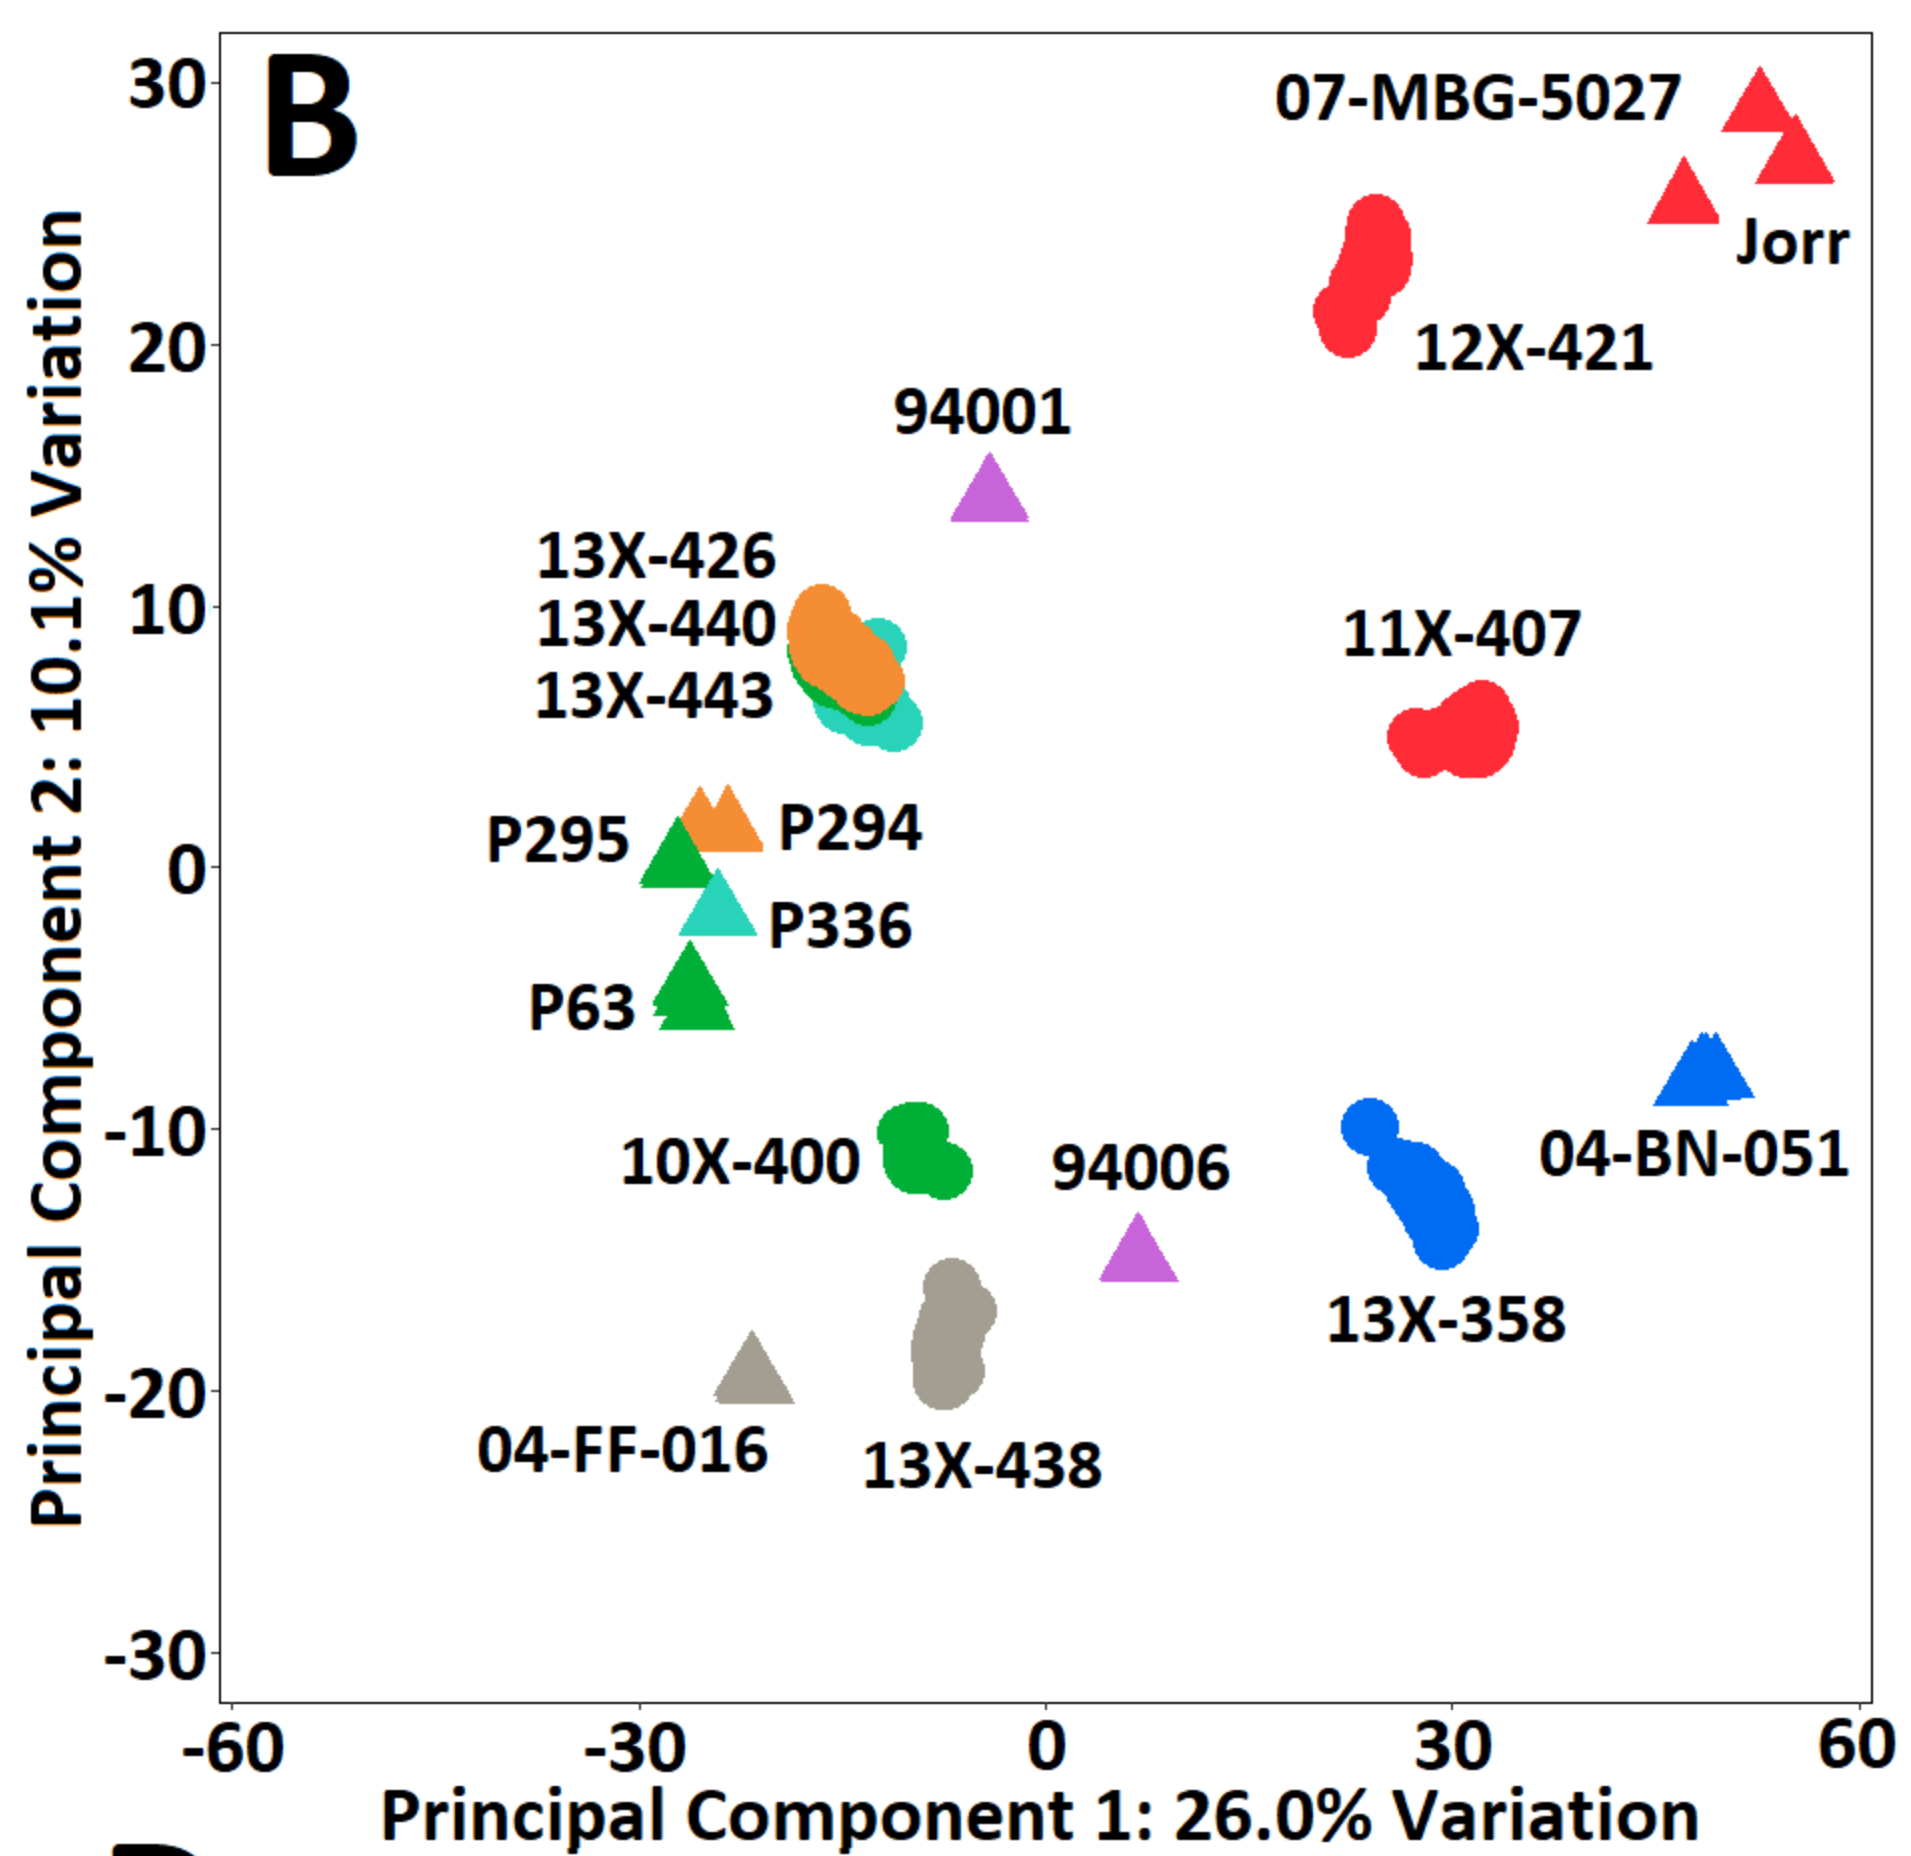 B
Principal Component 2: 10.1% Variation
30
20
10
0
-10
-20
-30
07-MBG-5027
Jorr
12X-421
94001
13X-426
13X-440
13X-443
11X-407
P295
P294
P336
P63
04-BN-051
10X-400
94006
13X-358
04-FF-016
13X-438
-60
-30
0
30
60
Principal Component 1: 26.0% Variation